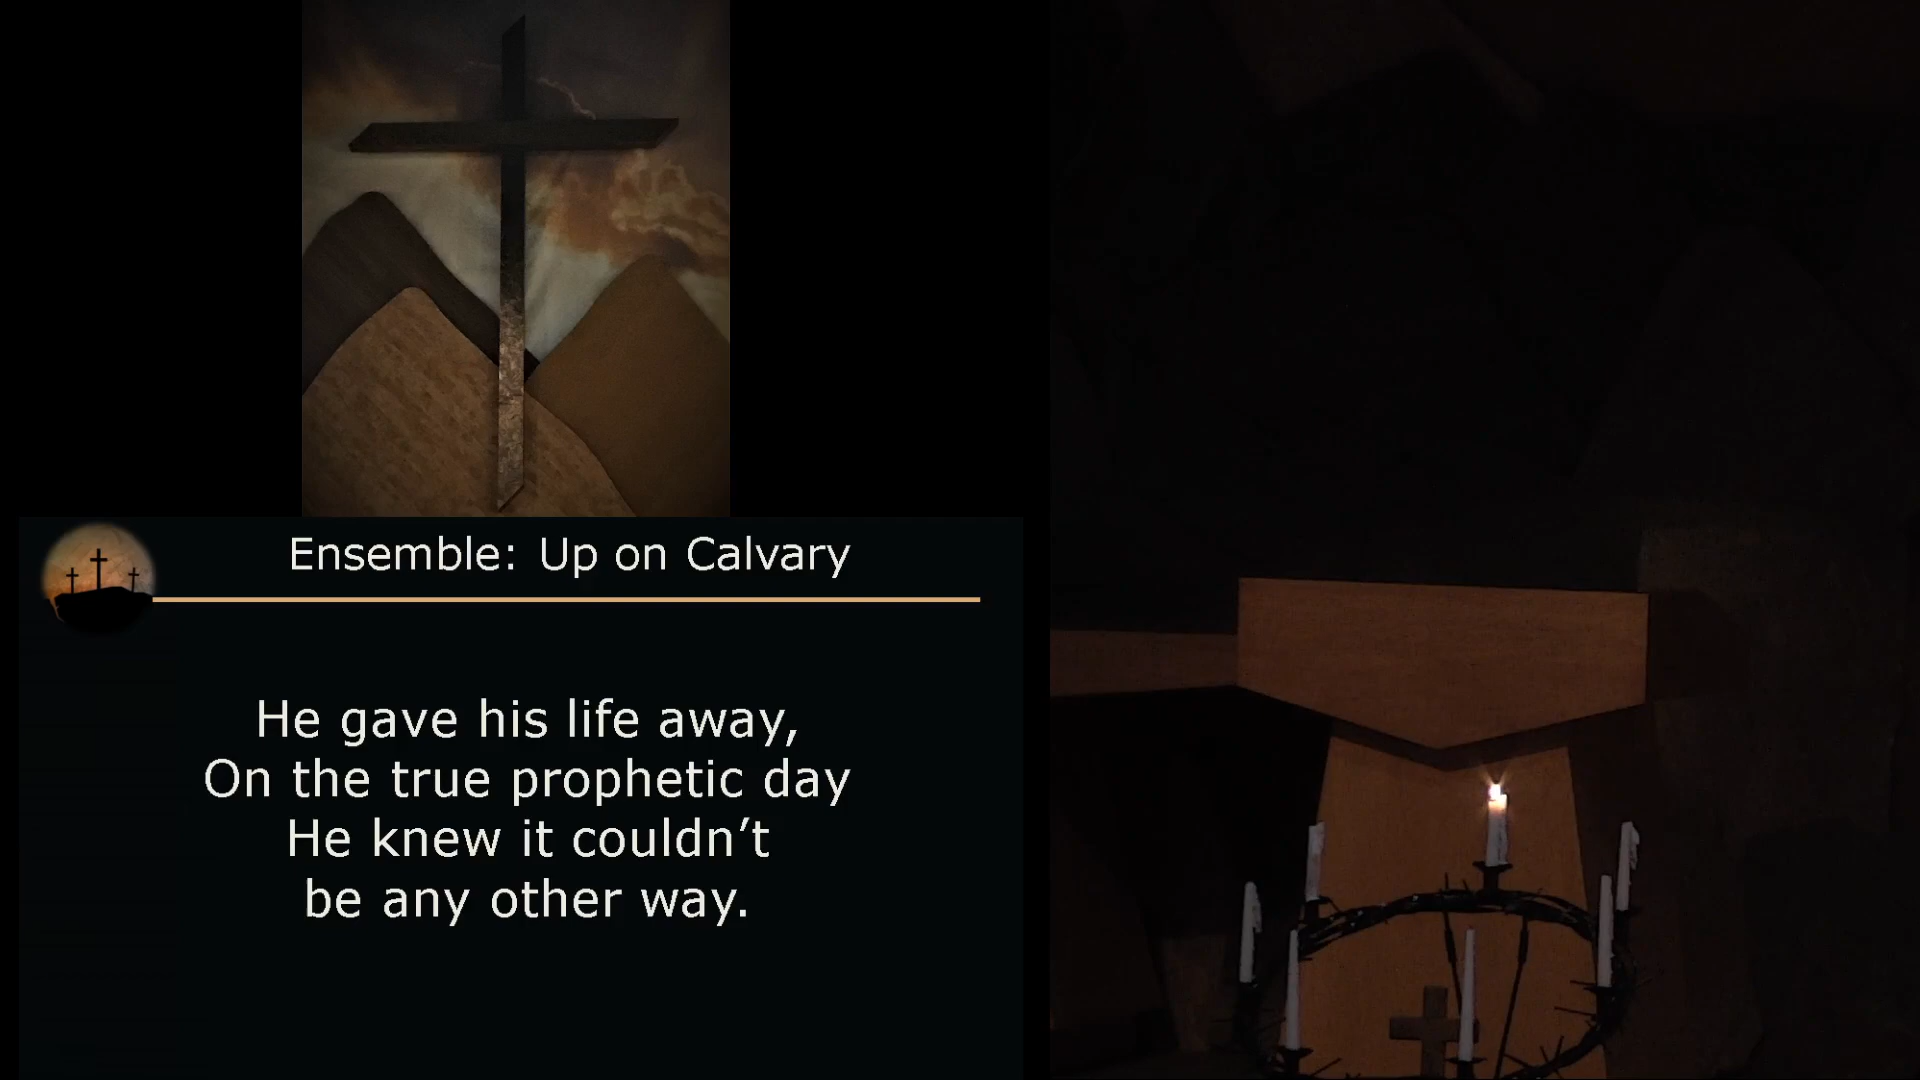 Ensemble: Up on Calvary
He gave his life away,
On the true prophetic day
He knew it couldn’t
be any other way.